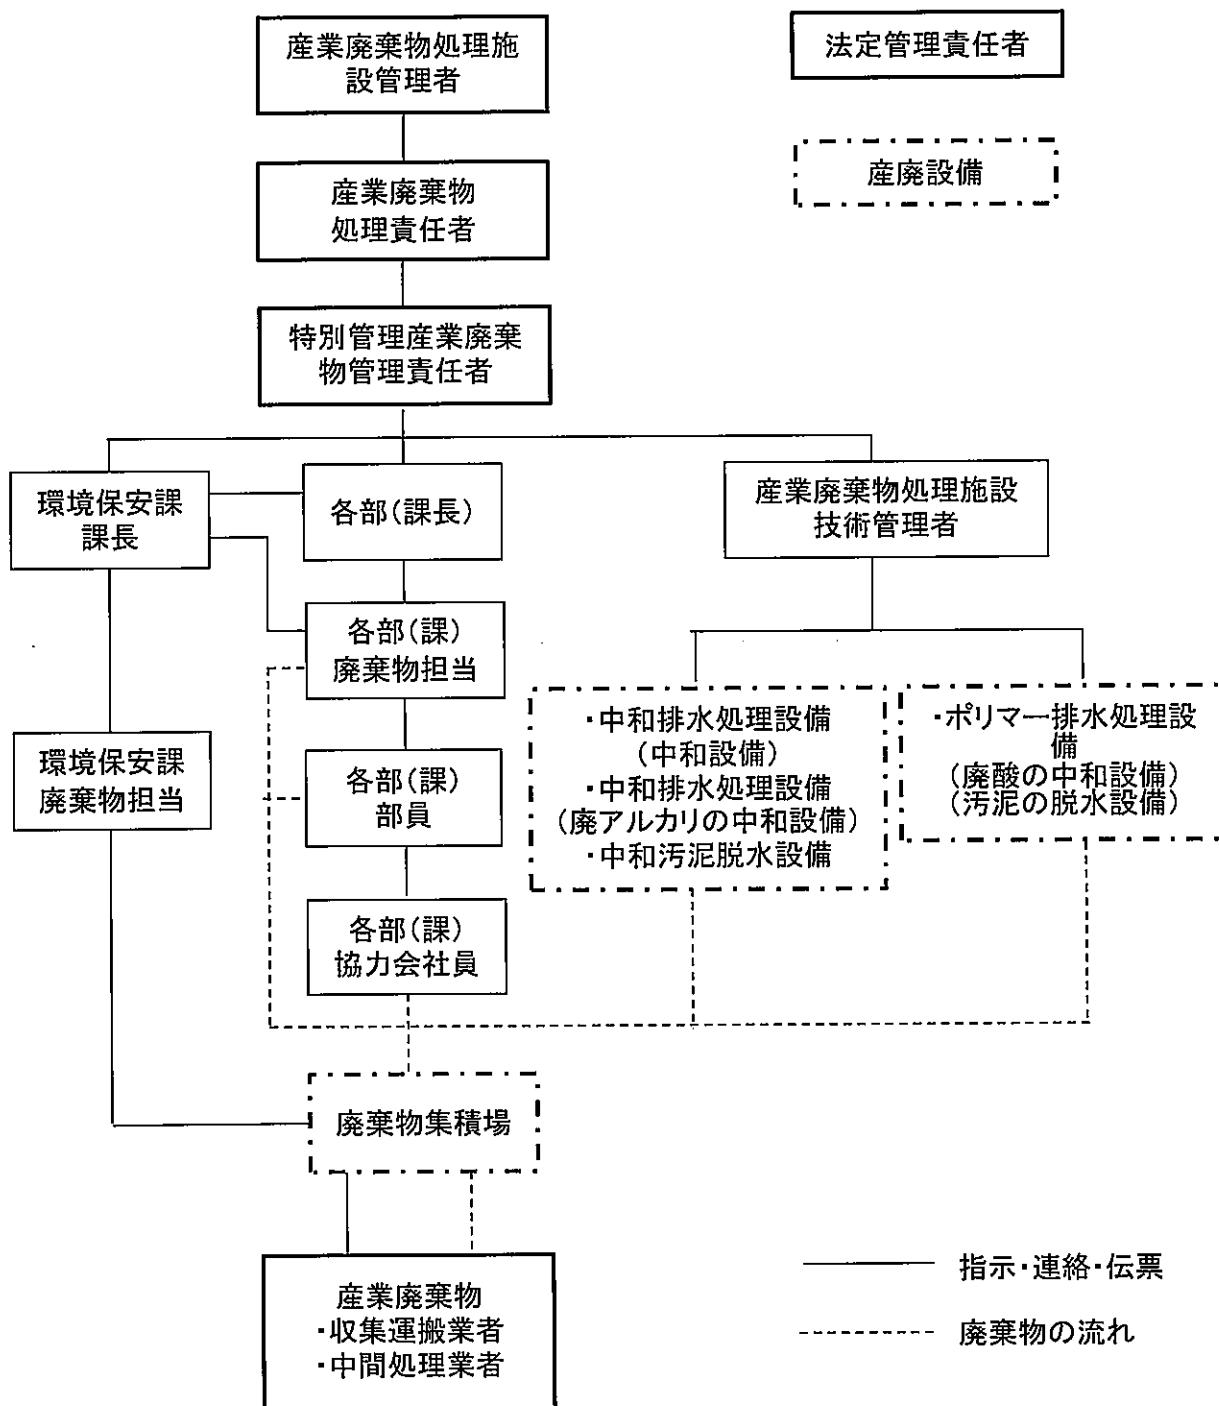 産業廃棄物処理施
設管理者
法定管理責任者
産廃設備
産業廃棄物
処理責任者
特別管理産業廃棄
物管理責任者
環境保安課
課長
各部(課長)
産業廃棄物処理施設
技術管理者
各部(課)
廃棄物担当
・中和排水処理設備
(中和設備)
・中和排水処理設備
(廃アルカリの中和設備)
・中和汚泥脱水設備
・ポリマー排水処理設
備
(廃酸の中和設備)
(汚泥の脱水設備)
環境保安課
廃棄物担当
各部(課)
部員
各部(課)
協力会社員
廃棄物集積場
産業廃棄物
・収集運搬業者
・中間処理業者
指示・連絡・伝票
廃棄物の流れ